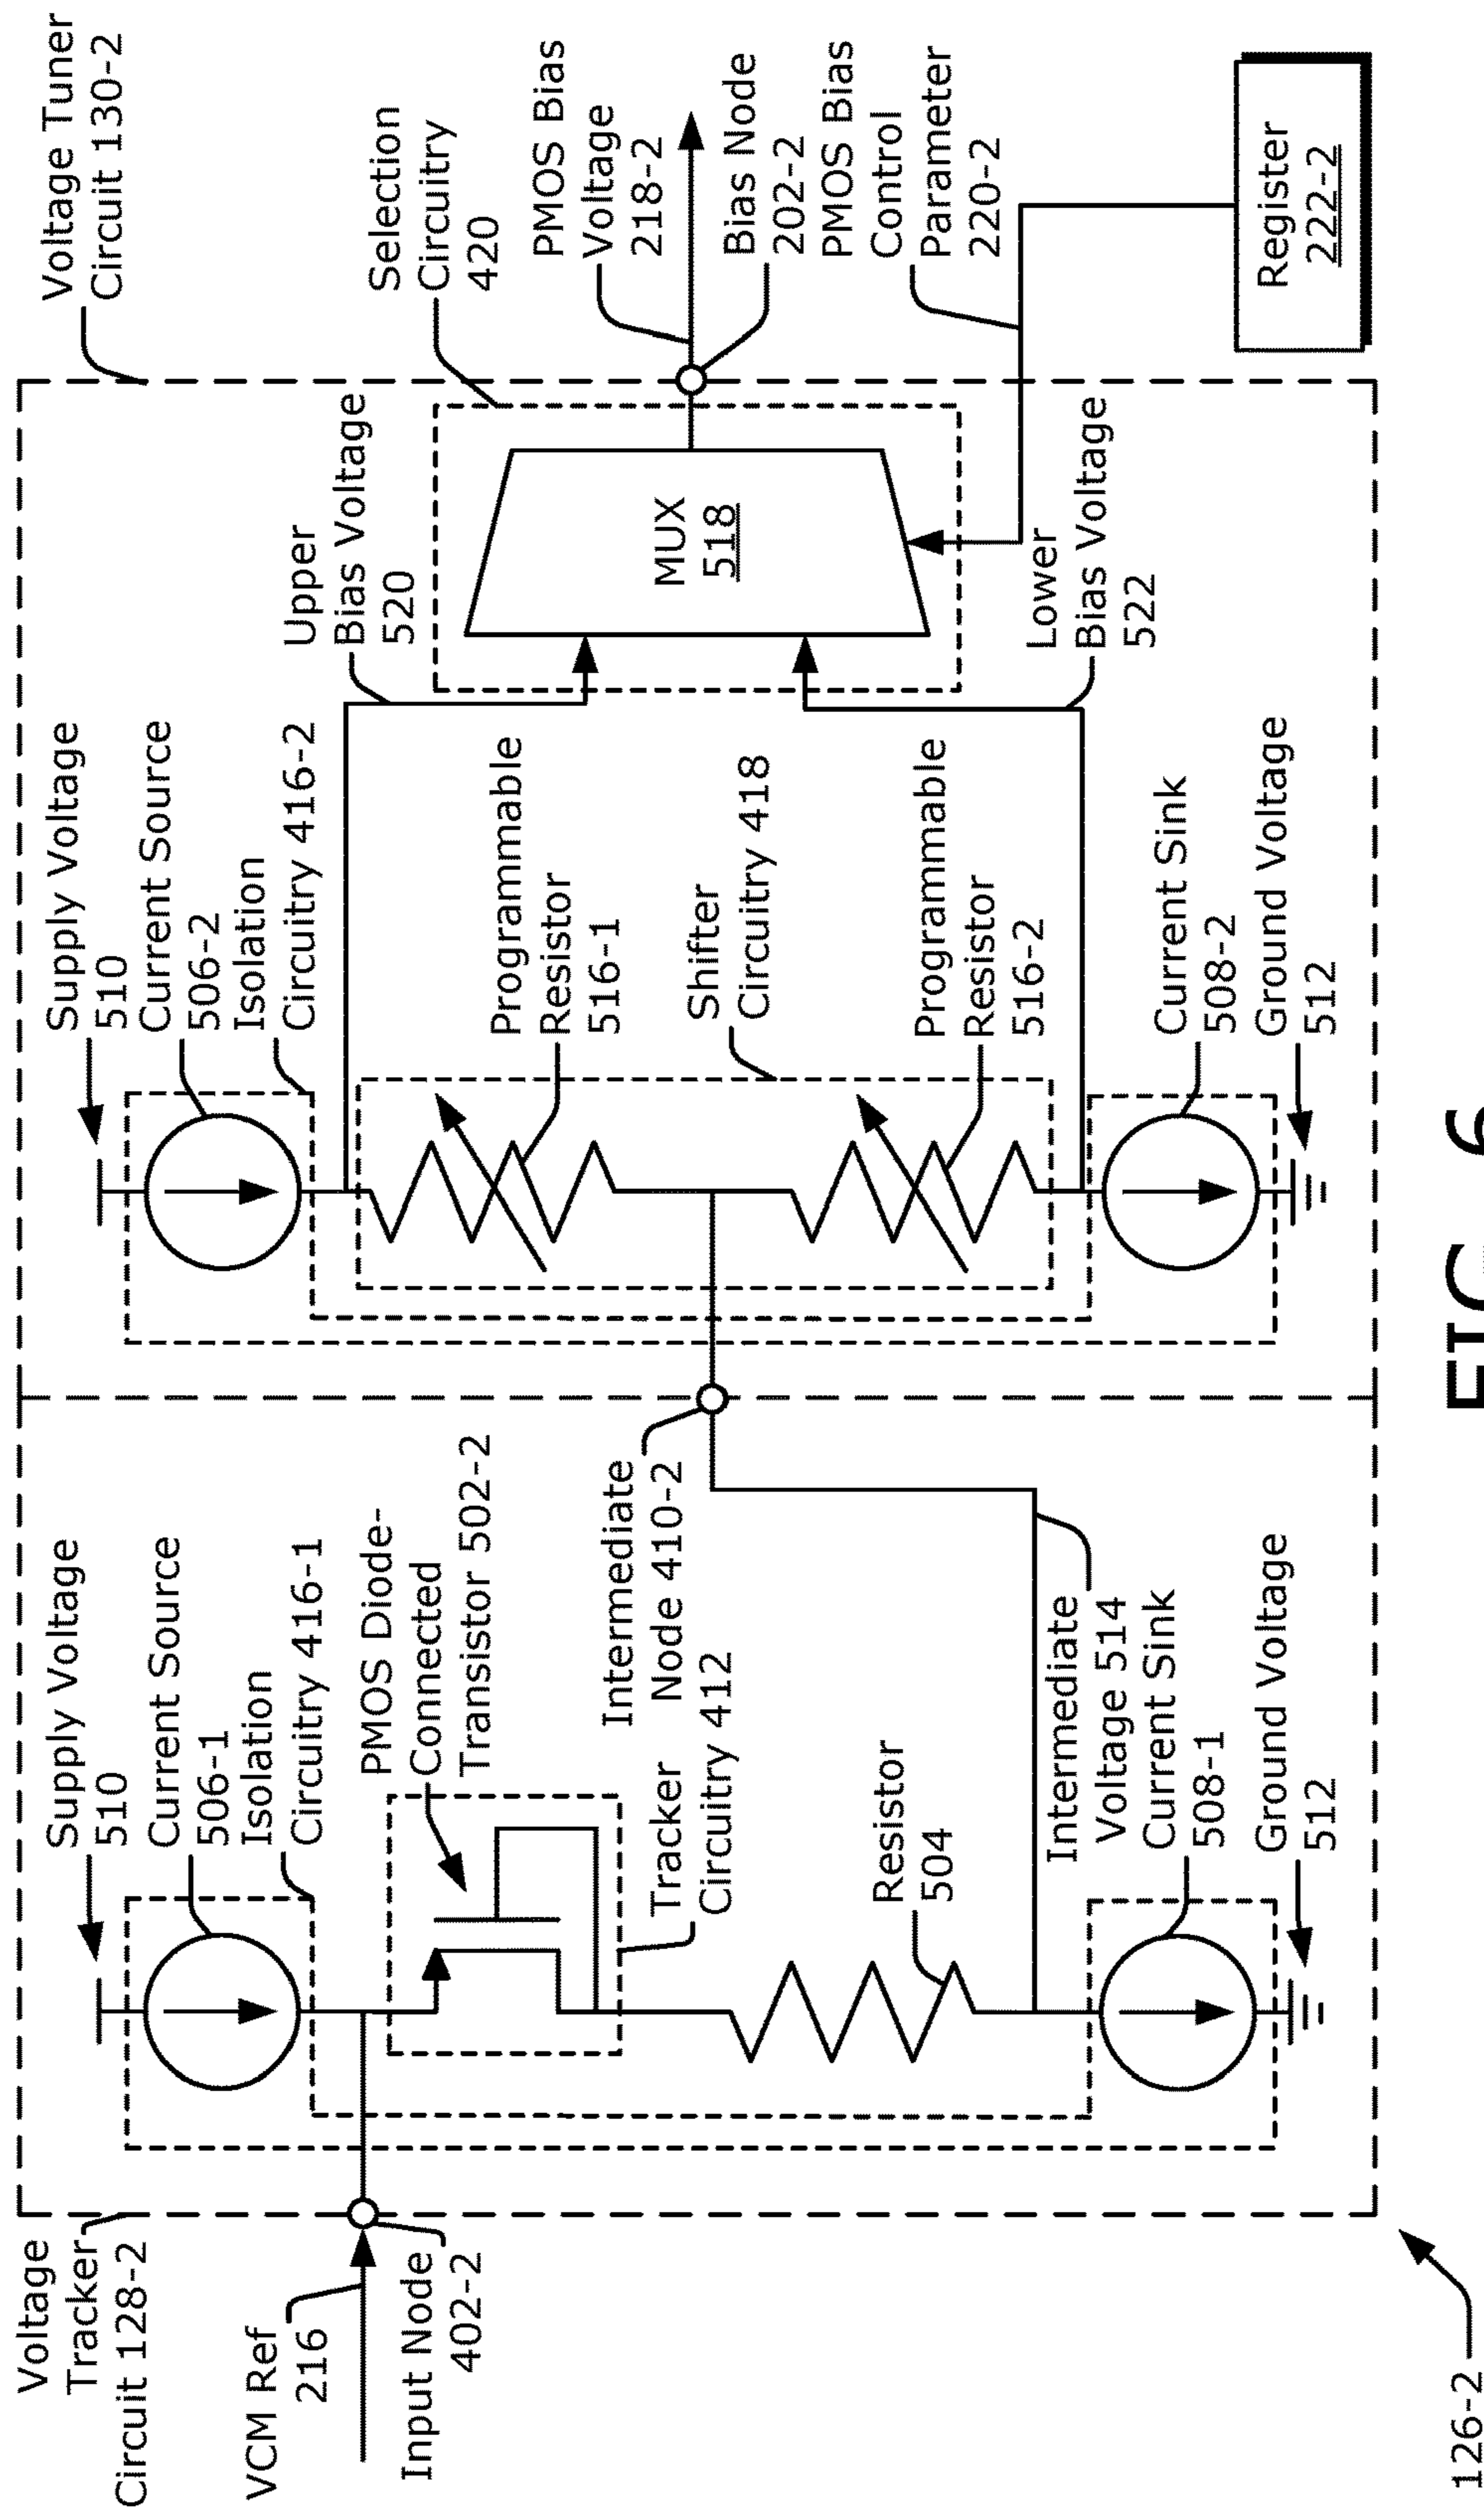 Voltage
Tracker
Circuit 128-2
VCM Ref
216
Input Node
402-2
Supply Voltage
510
Current Source
506-1
Isolation
Circuitry 416-1
PMOS Diode-
Connected
Transistor 502-2
Intermediate
Node 410-2
Tracker
Circuitry 412
Resistor
504
Intermediate
Voltage 514
Current Sink
508-1
Ground Voltage
512
Supply Voltage
510
Current Source
506-2
Isolation
Circuitry 416-2
Programmable
Resistor
516-1
Shifter
Circuitry 418
Programmable
Resistor
516-2
Current Sink
508-2
Ground Voltage
512
Upper
Bias Voltage
520
MUX
518
Lower
Bias Voltage
522
Voltage Tuner
Circuit 130-2
Selection
Circuitry
420
PMOS Bias
Voltage
218-2
Bias Node
202-2
PMOS Bias
Control
Parameter
220-2
Register
222-2
126-2